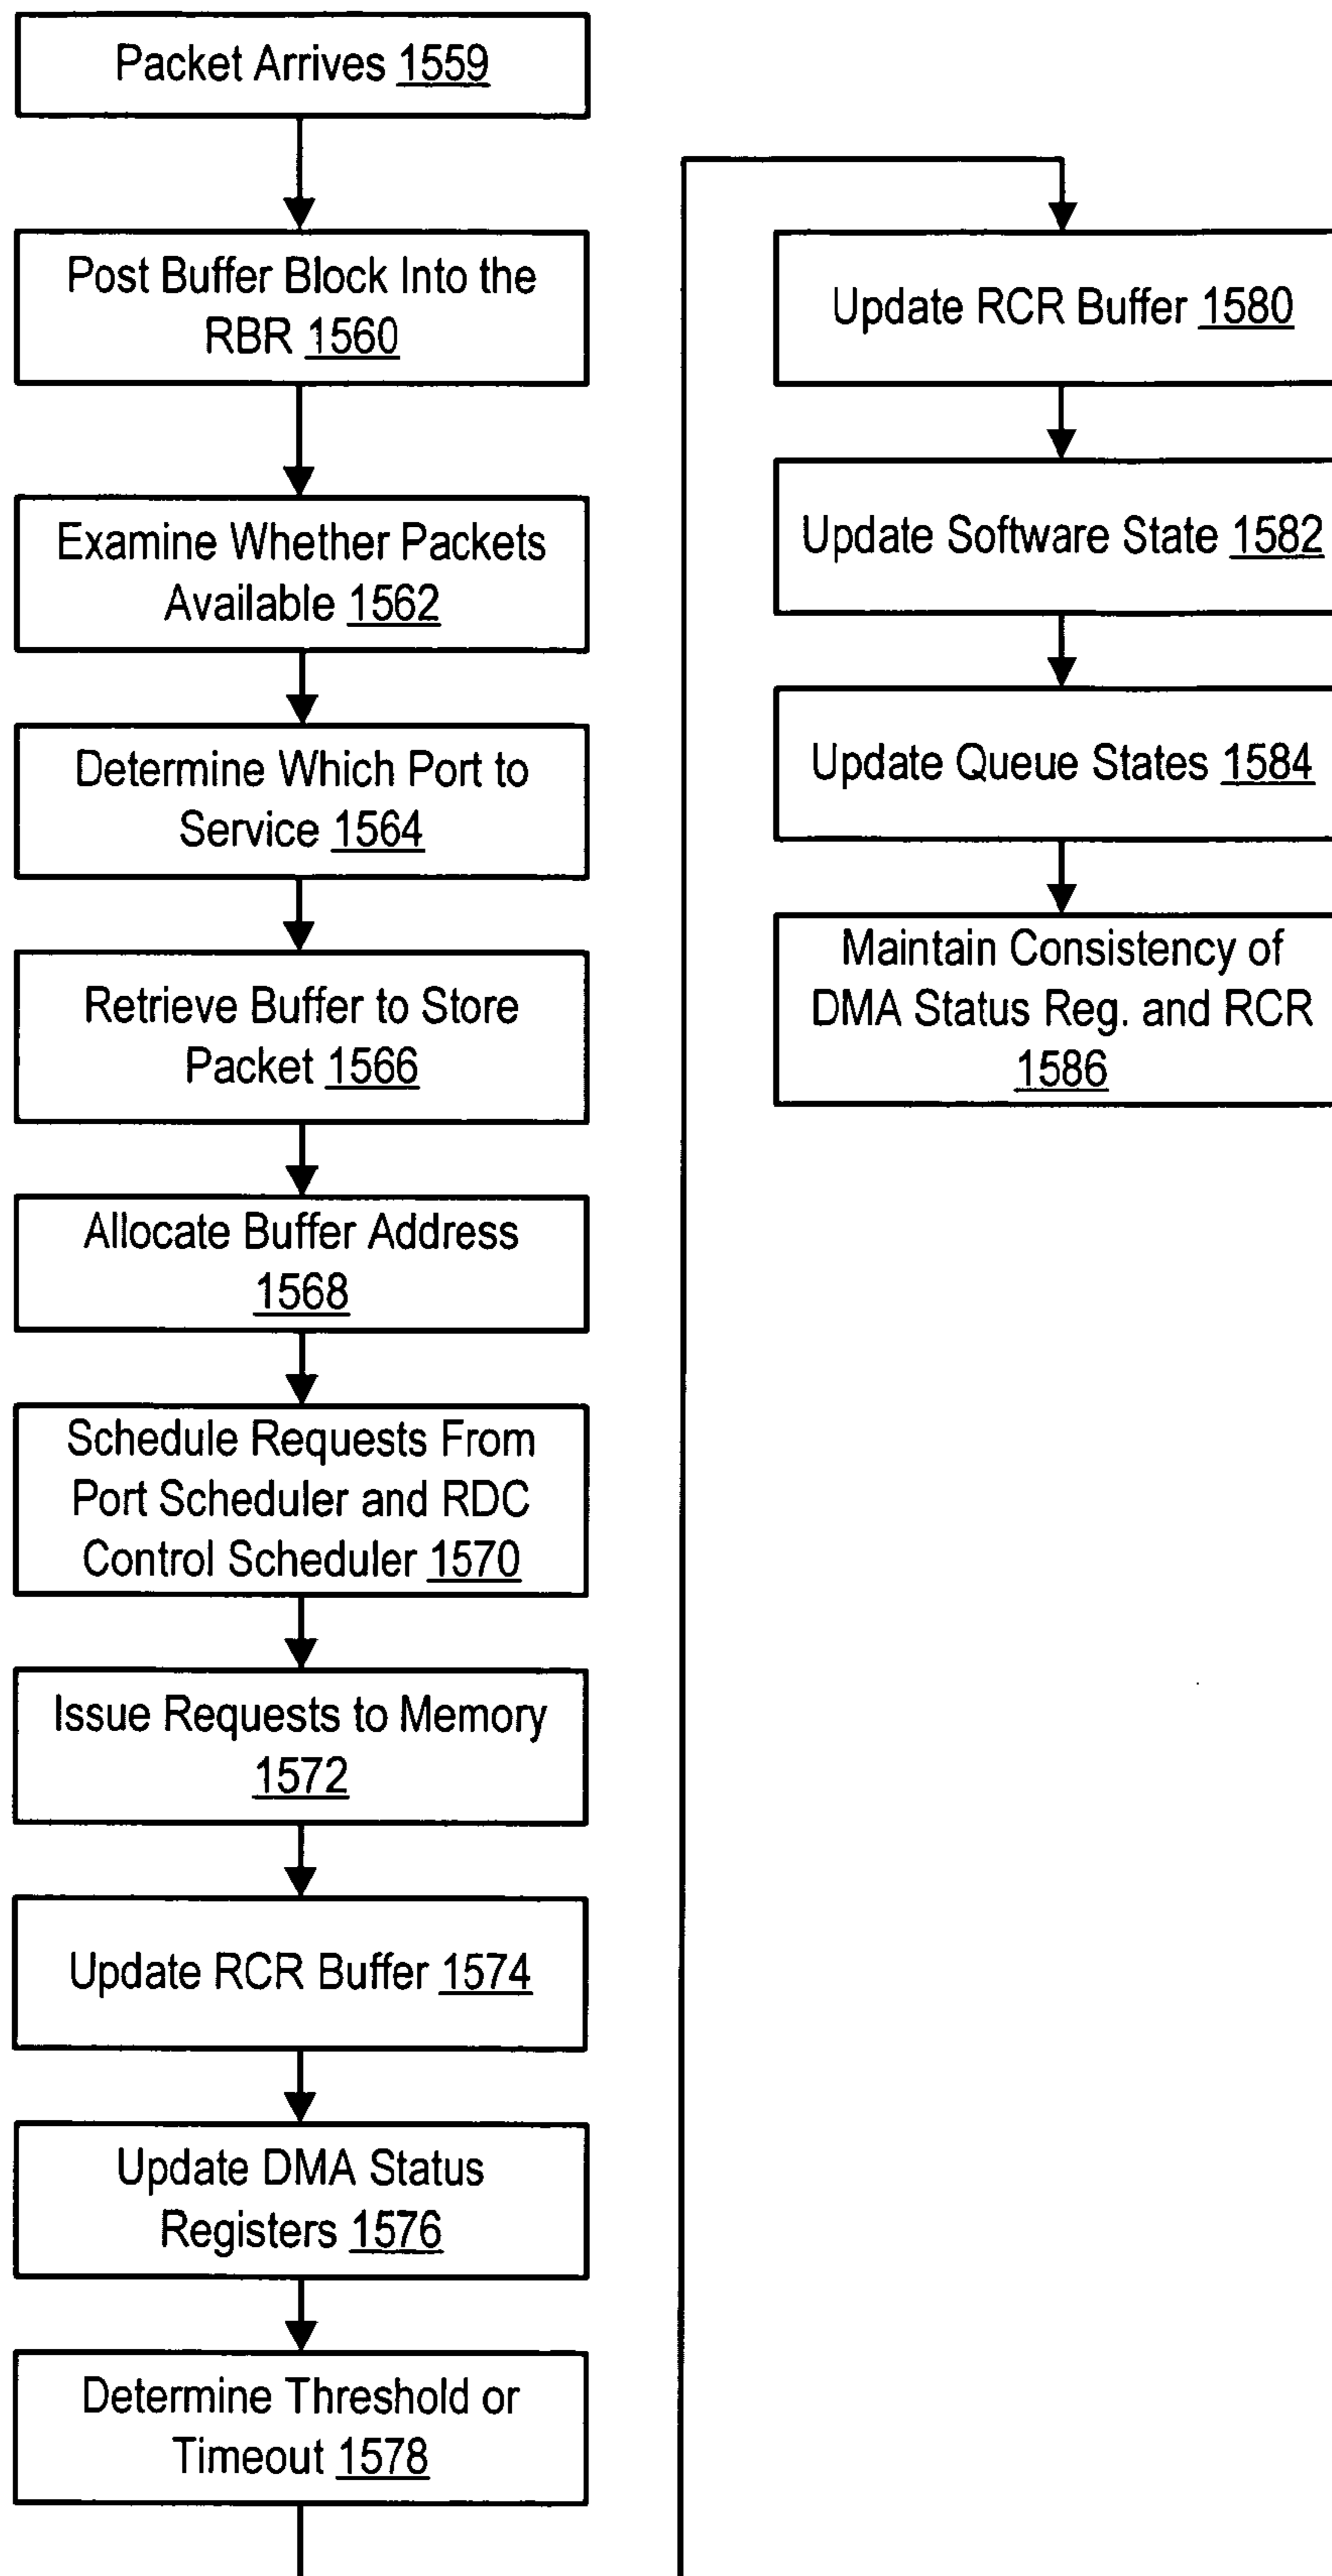 Packet Arrives 1559
Post Buffer Block Into the
RBR 1560
Examine Whether Packets
Available 1562
Determine Which Port to
Service 1564
Retrieve Buffer to Store
Packet 1566
Allocate Buffer Address
1568
Schedule Requests From
Port Scheduler and RDC
Control Scheduler 1570
Issue Requests to Memory
1572
Update RCR Buffer 1574
Update DMA Status
Registers 1576
Determine Threshold or
Timeout 1578
Update RCR Buffer 1580
Update Software State 1582
Update Queue States 1584
Maintain Consistency of
DMA Status Reg. and RCR
1586